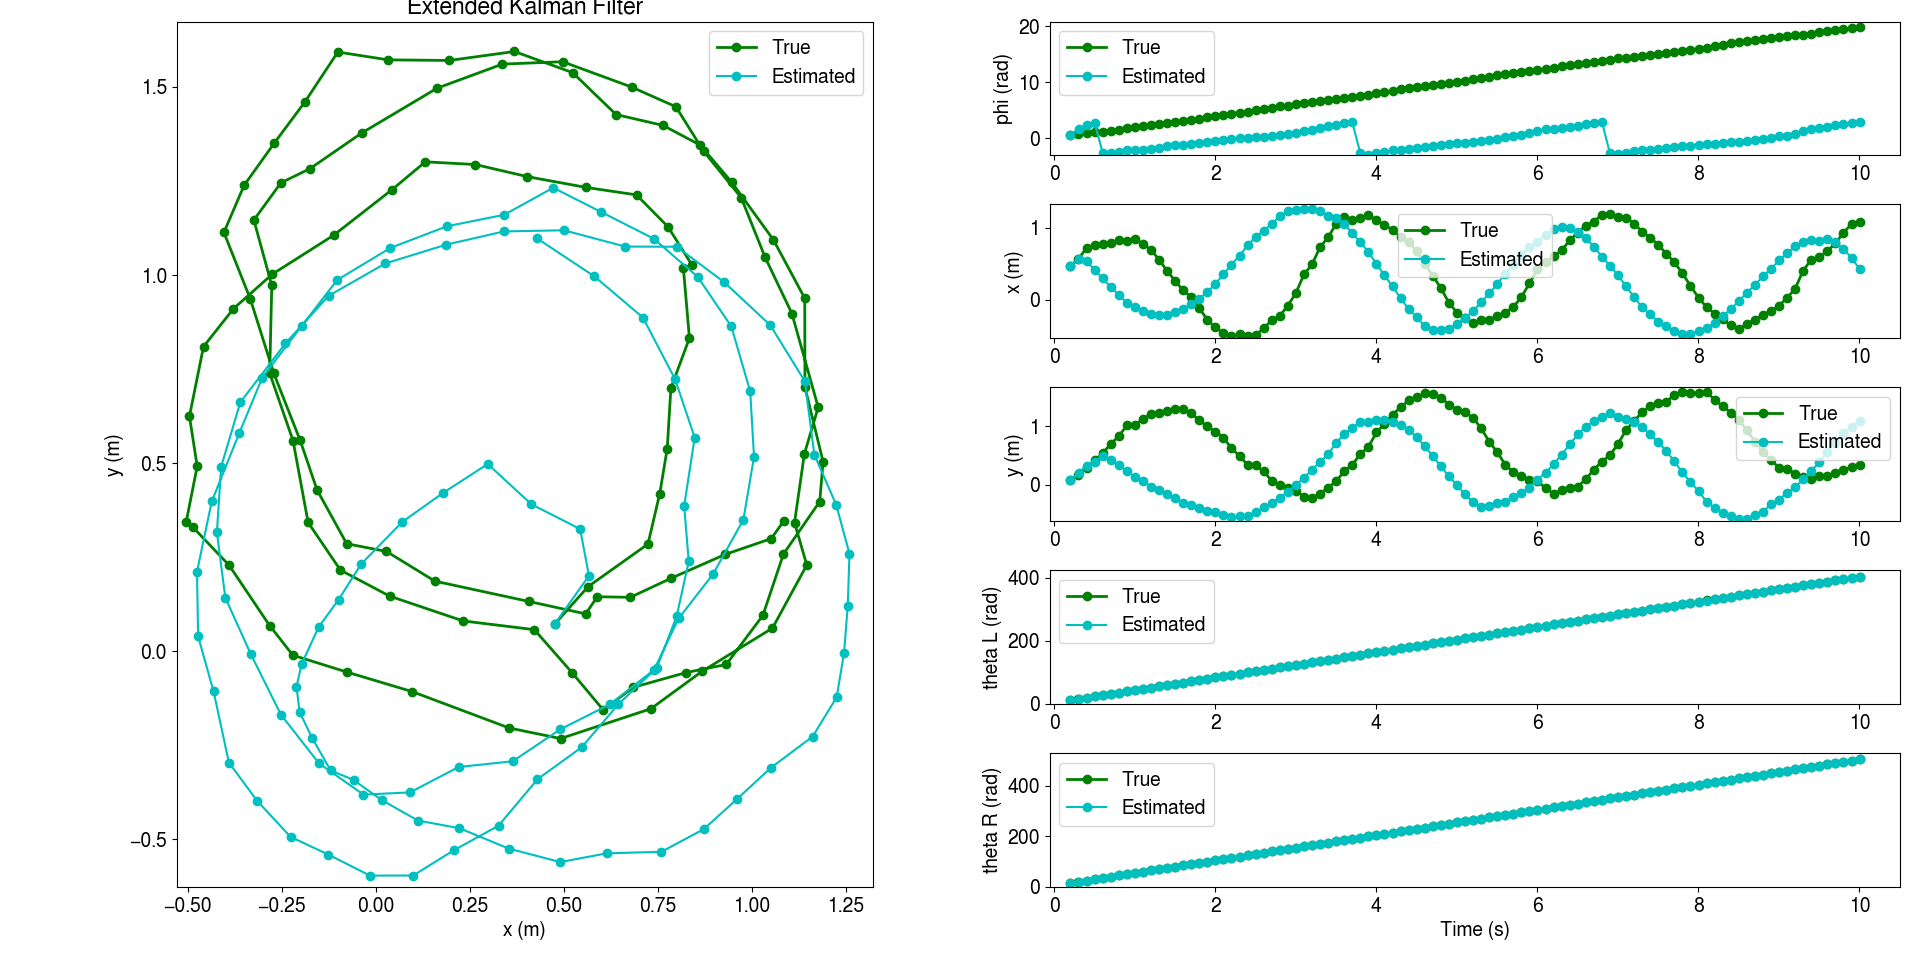 Extended Kalman Filter
True
Estimated
y (m)
1.5
1.0
0.5
0.0
−0.5
−0.50 −0.25 0.00 0.25 0.50 0.75 1.00 1.25
x (m)
phi (rad)
20
10
0
True
Estimated
0 2 4 6 8 10
x (m)
1
0
True
Estimated
0 2 4 6 8 10
y (m)
1
0
True
Estimated
0 2 4 6 8 10
theta L (rad)
400
200
0
True
Estimated
0 2 4 6 8 10
theta R (rad)
400
200
0
True
Estimated
0 2 4 6 8 10
Time (s)